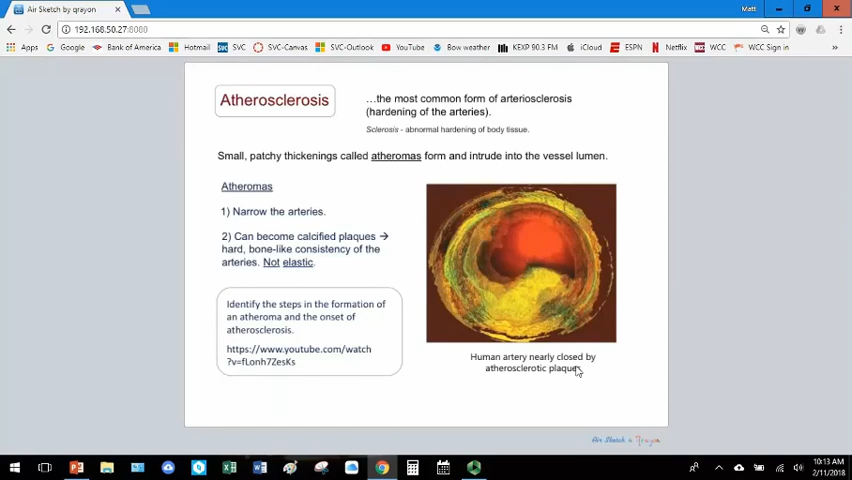 Air Sketch by qrayon
Matt
192.168.50.27:8080
Apps
Google
Bank of America
Hotmail
SVC
SVC-Canvas
SVC-Outlook
YouTube
Bow weather
KEXP 90.3 FM
iCloud
ESPN
Netflix
WCC
WCC Sign in
Atherosclerosis
…the most common form of arteriosclerosis
(hardening of the arteries).
Sclerosis - abnormal hardening of body tissue.
Small, patchy thickenings called atheromas form and intrude into the vessel lumen.
Atheromas
1) Narrow the arteries.
2) Can become calcified plaques →
hard, bone-like consistency of the
arteries. Not elastic.
Identify the steps in the formation of
an atheroma and the onset of
atherosclerosis.
https://www.youtube.com/watch
?v=fLonh7ZesKs
Human artery nearly closed by
atherosclerotic plaque
Air Sketch by Qrayon
10:13 AM
2/11/2018